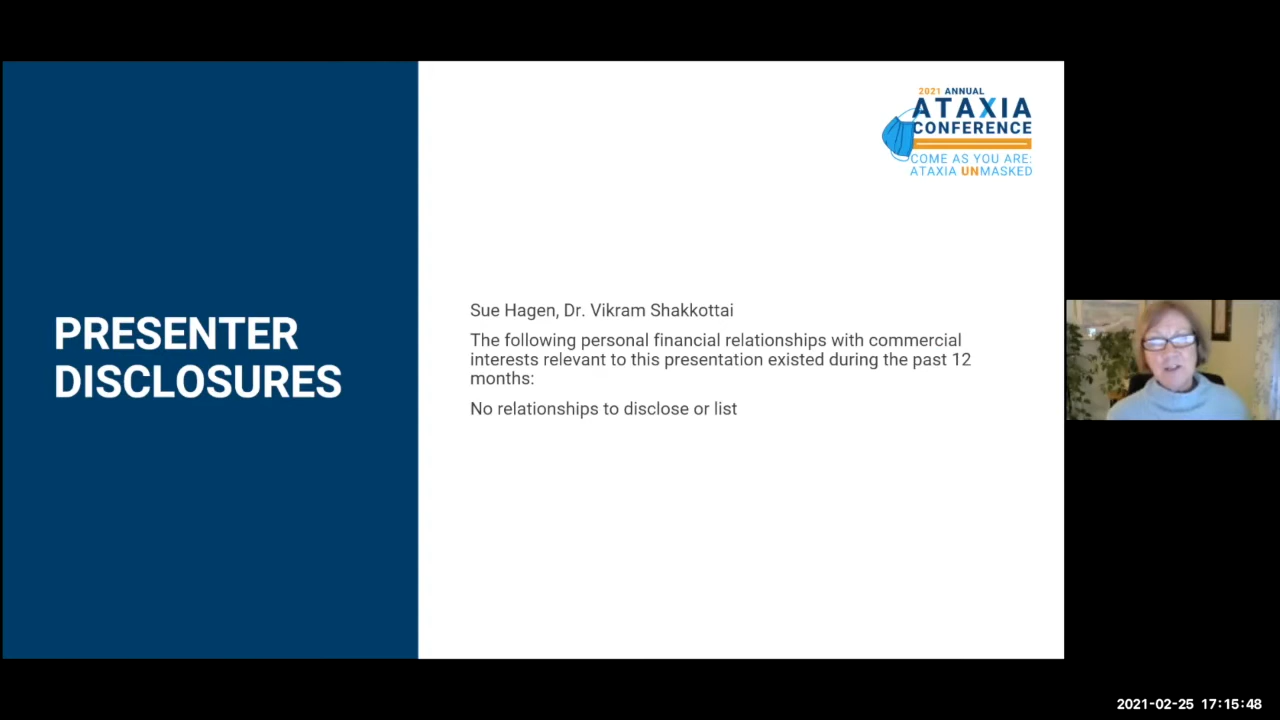 2021 ANNUAL
ATAXIA
CONFERENCE
COME AS YOU ARE:
ATAXIA UNMASKED
PRESENTER
DISCLOSURES
Sue Hagen, Dr. Vikram Shakkottai
The following personal financial relationships with commercial
interests relevant to this presentation existed during the past 12
months:
No relationships to disclose or list
2021-02-25 17:15:48